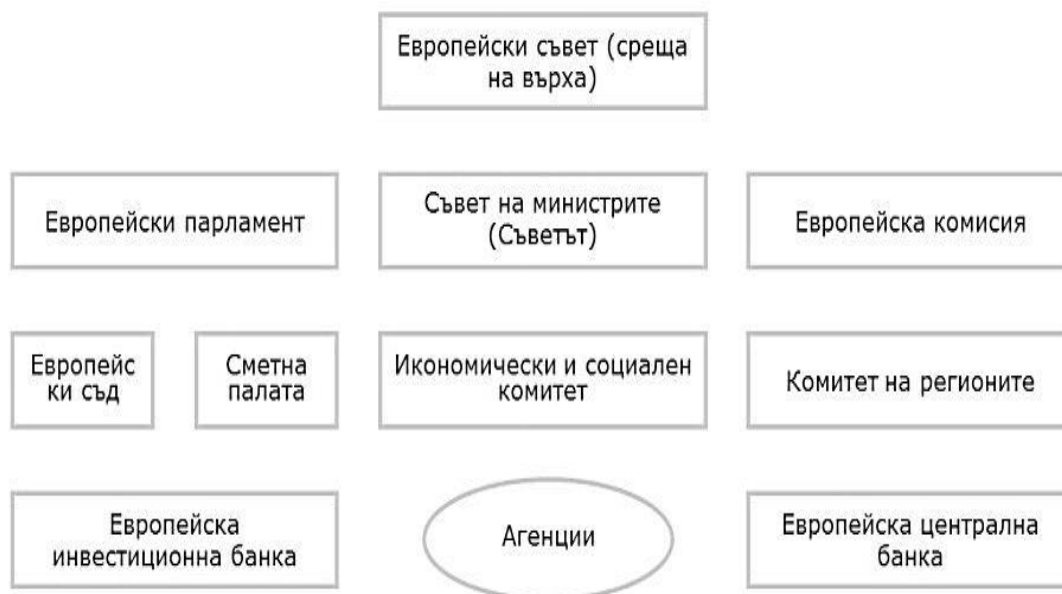 Европейски съвет (среща
на върха)
Европейски парламент
Съвет на министрите
(Съветът)
Европейска комисия
Европейс
ки съд
Сметна
палата
Икономически и социален
комитет
Комитет на регионите
Европейска
инвестиционна банка
Агенции
Европейска централна
банка